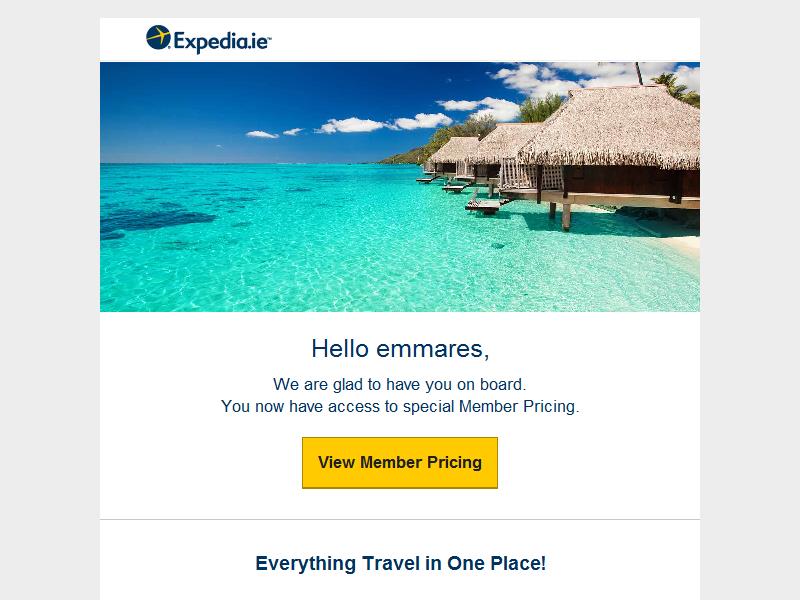 Expedia.ie™
Hello emmares,
We are glad to have you on board.
You now have access to special Member Pricing.
View Member Pricing
Everything Travel in One Place!